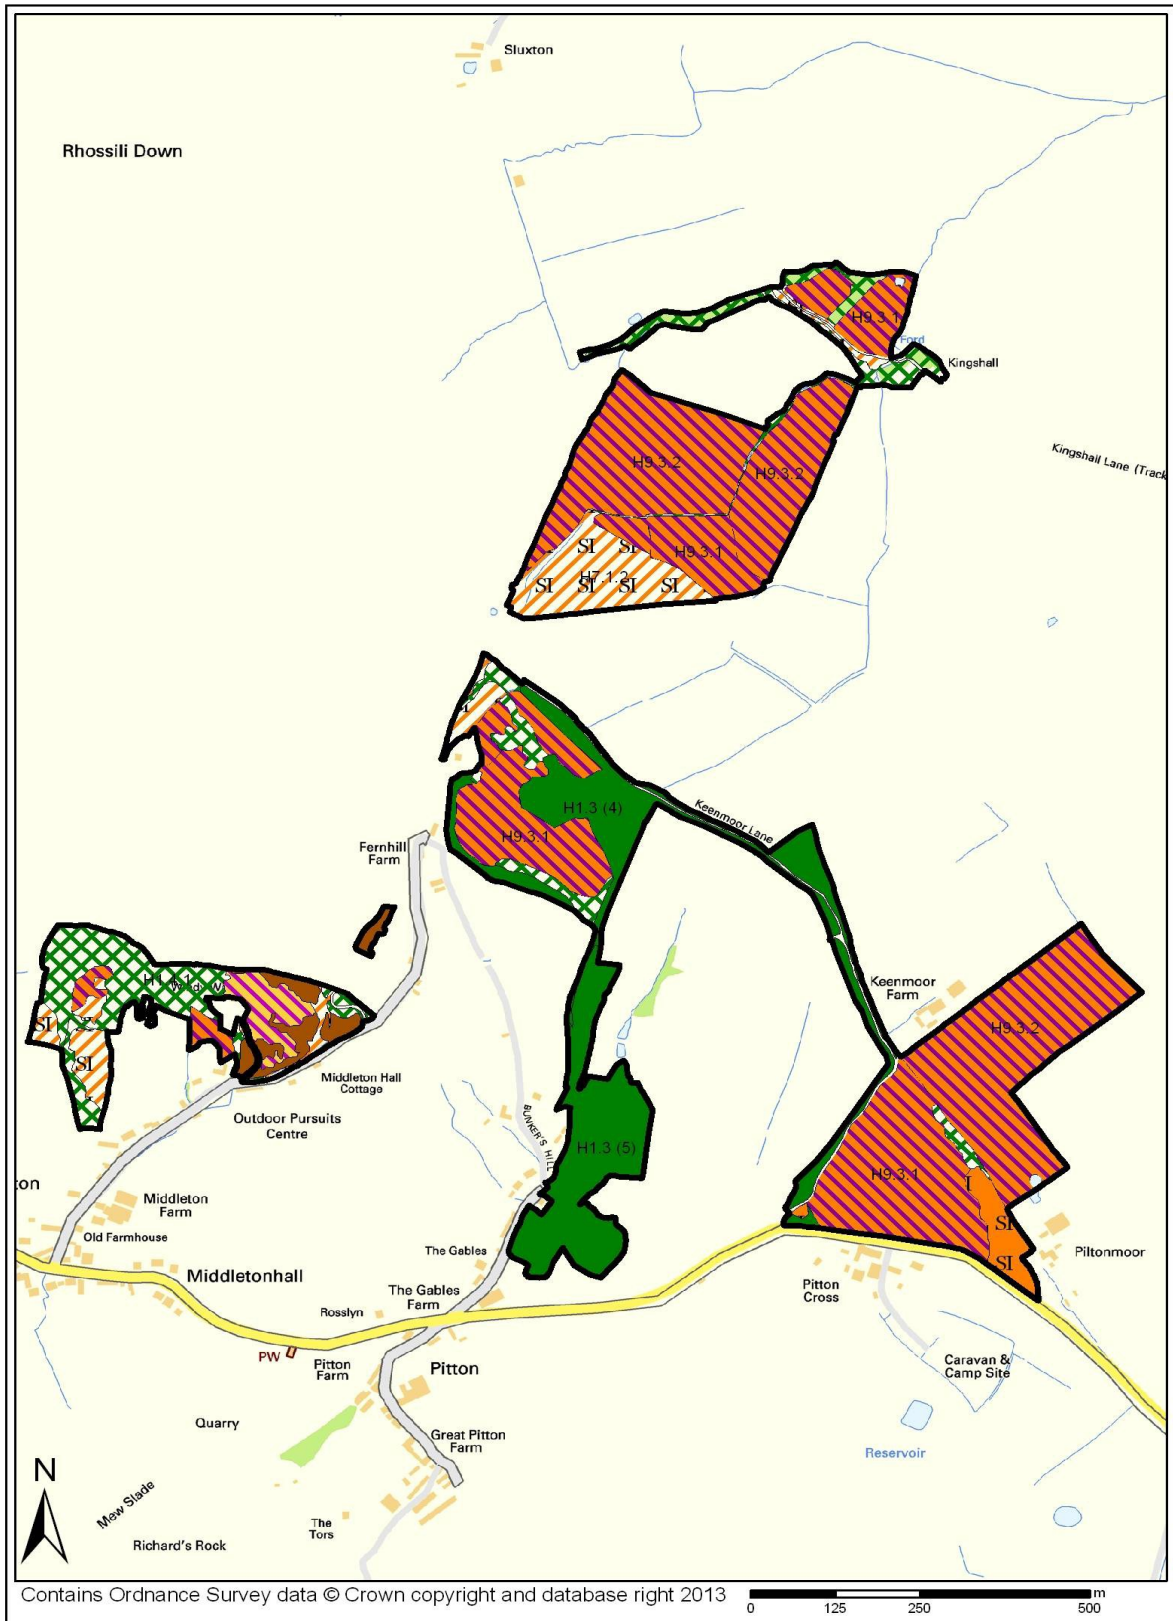 Sluxton
Rhossili Down
H9.3.1
Ford
Kingshall
Kingshall Lane (Track
H9.3.2
H9.3.2
SI
SI
H9.3.1
H7.1.2
SI
SI
SI
SI
H1.3 (4)
Keenmoor Lane
H9.3.1
Fernhill
Farm
Keenmoor
Farm
H9.3.2
SI
SI
Middleton Hall
Cottage
Outdoor Pursuits
Centre
BUNKER'S HILL
H1.3 (5)
H9.3.1
I
SI
SI
ton
Middleton
Farm
Old Farmhouse
The Gables
Piltonmoor
Middletonhall
The Gables
Farm
Pitton
Cross
Rosslyn
PW
Pitton
Farm
Pitton
Caravan &
Camp Site
Quarry
Great Pitton
Farm
Reservoir
N
Mew Slade
The
Tors
Richard's Rock
Contains Ordnance Survey data © Crown copyright and database right 2013
0 125 250 500 m